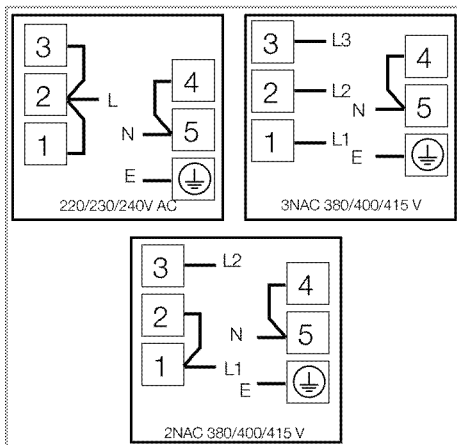 3
2 L
1
4
N 5
E
220/230/240V AC
3 L3
2 L2
1 L1
4
N 5
E
3NAC 380/400/415 V
3 L2
2
1 L1
4
N 5
E
2NAC 380/400/415 V